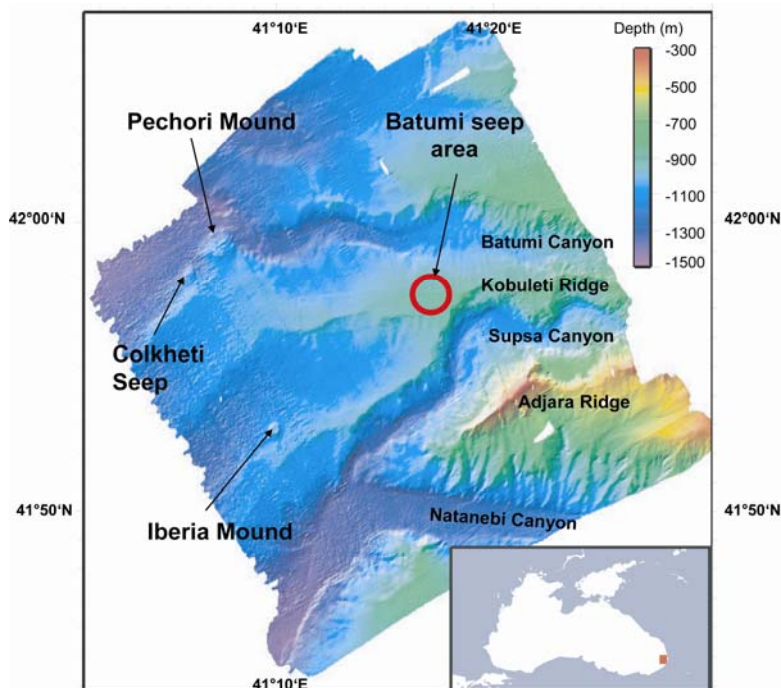 41°10'E
41°20'E
Depth (m)
-300
-500
-700
-900
-1100
-1300
-1500
Pechori Mound
Batumi seep
area
42°00'N
42°00'N
Batumi Canyon
Kobuleti Ridge
Supsa Canyon
Colkheti
Seep
Adjara Ridge
41°50'N
41°50'N
Iberia Mound
Natanebi Canyon
41°10'E